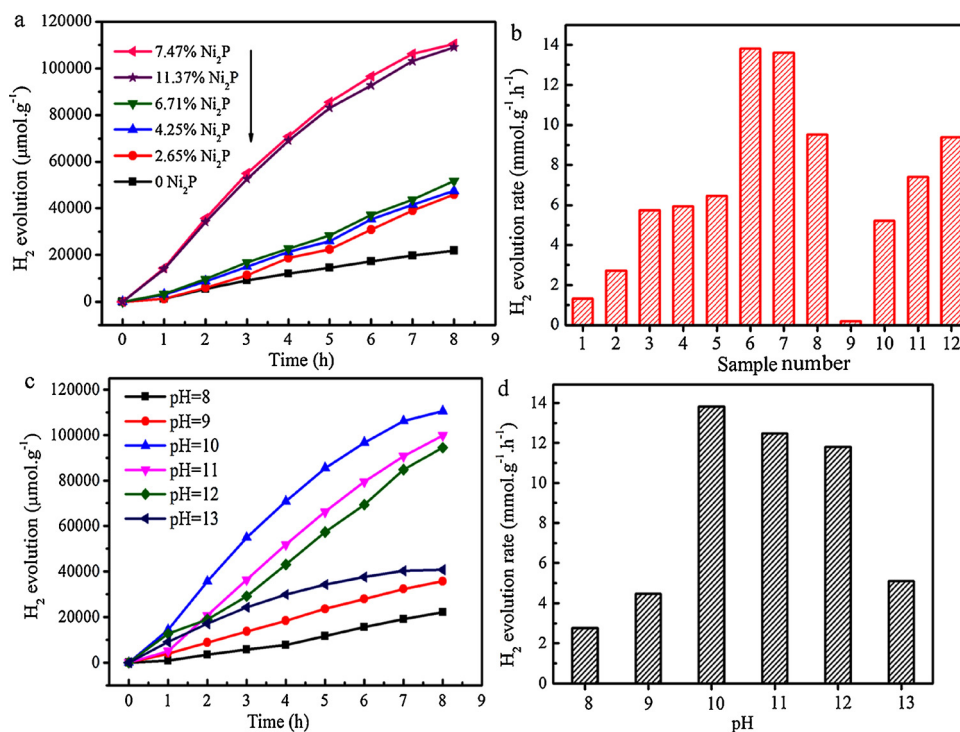 a
H₂ evolution (μmol.g⁻¹)
120000
100000
80000
60000
40000
20000
0
7.47% Ni₂P
11.37% Ni₂P
6.71% Ni₂P
4.25% Ni₂P
2.65% Ni₂P
0 Ni₂P
0 1 2 3 4 5 6 7 8 9
Time (h)
b
H₂ evolution rate (mmol.g⁻¹.h⁻¹)
14
12
10
8
6
4
2
0
1 2 3 4 5 6 7 8 9 10 11 12
Sample number
c
H₂ evolution (μmol.g⁻¹)
120000
100000
80000
60000
40000
20000
0
pH=8
pH=9
pH=10
pH=11
pH=12
pH=13
0 1 2 3 4 5 6 7 8 9
Time (h)
d
H₂ evolution rate (mmol.g⁻¹.h⁻¹)
14
12
10
8
6
4
2
0
8 9 10 11 12 13
pH